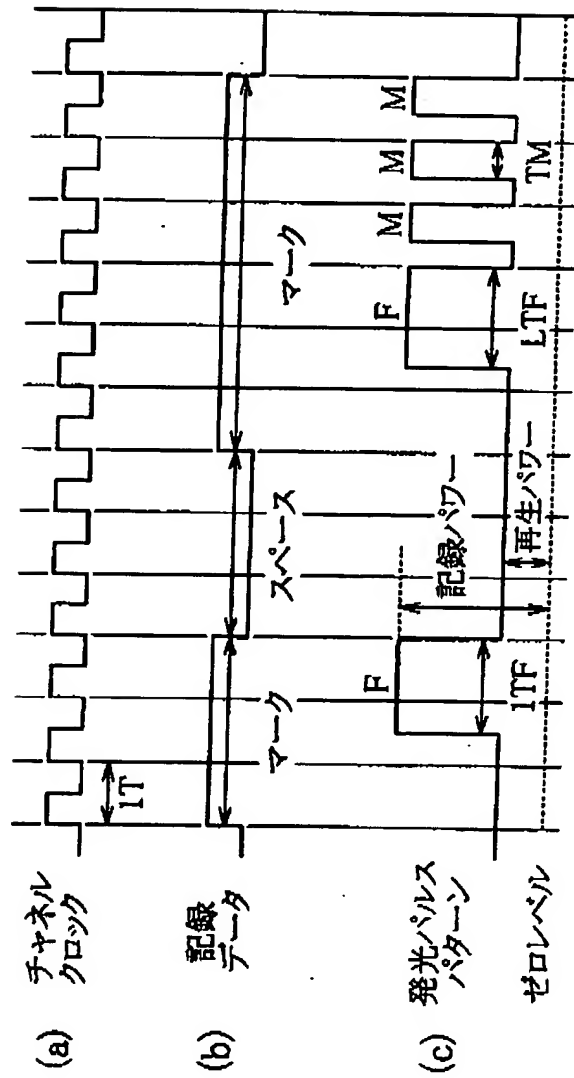 (a)
チャネル
クロック
1T
(b)
記録
データ
マーク
スペース
マーク
(c)
発光パルス
パターン
F
F
M
M
M
記録パワー
1TF
再生パワー
LTF
TM
ゼロレベル